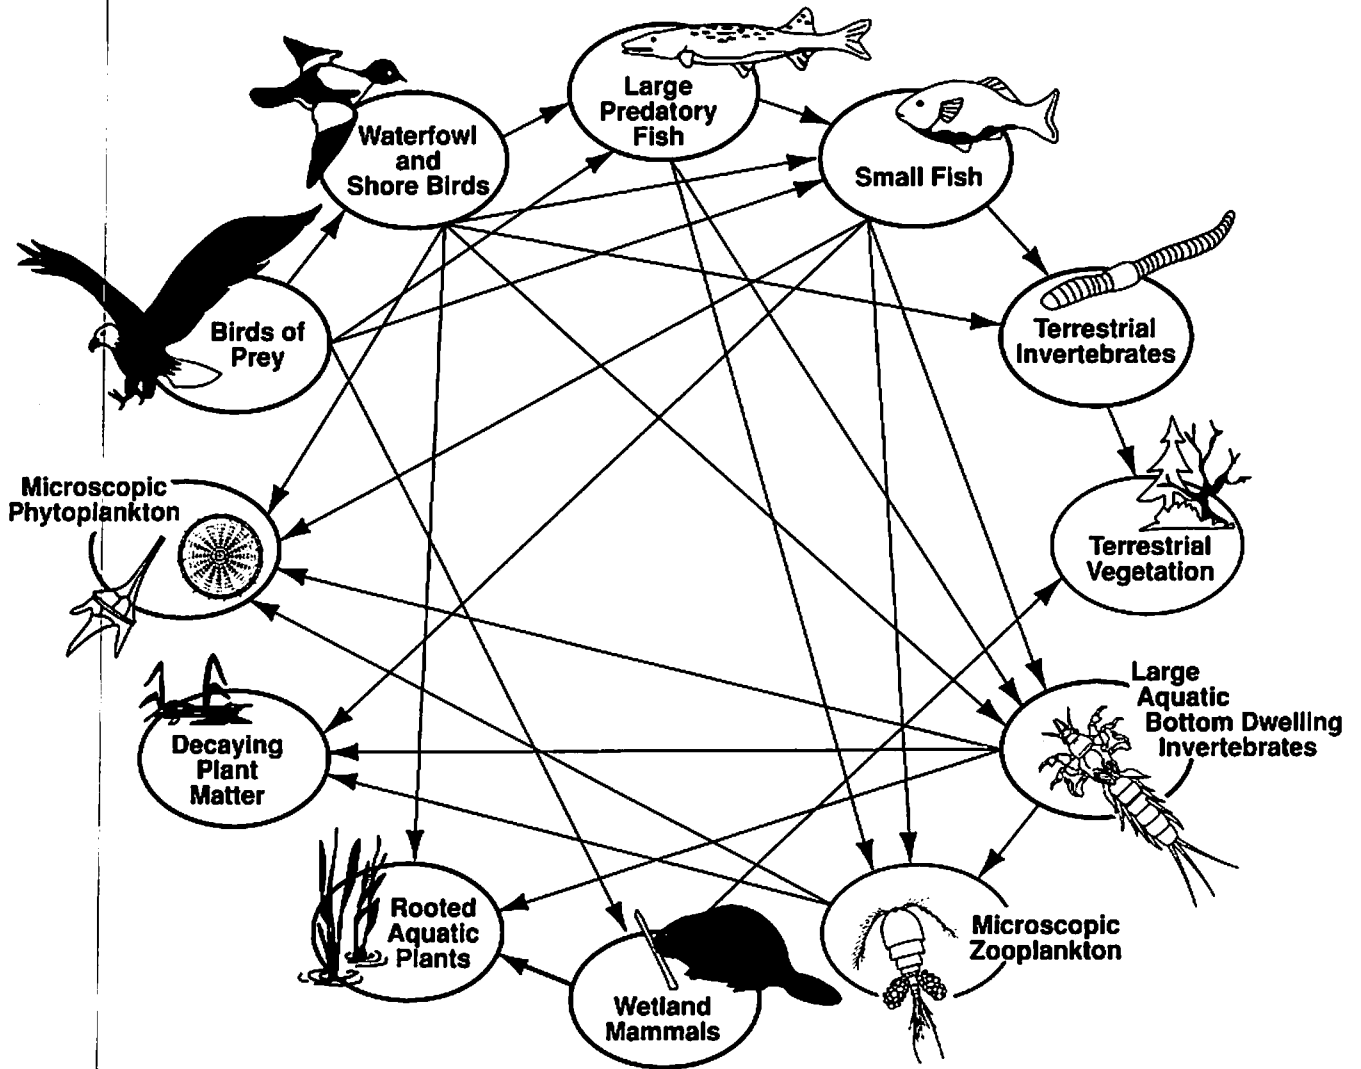 Large
Predatory
Fish
Waterfowl
and
Shore Birds
Small Fish
Birds of
Prey
Terrestrial
Invertebrates
Microscopic
Phytoplankton
Terrestrial
Vegetation
Large
Aquatic
Bottom Dwelling
Invertebrates
Decaying
Plant
Matter
Rooted
Aquatic
Plants
Microscopic
Zooplankton
Wetland
Mammals